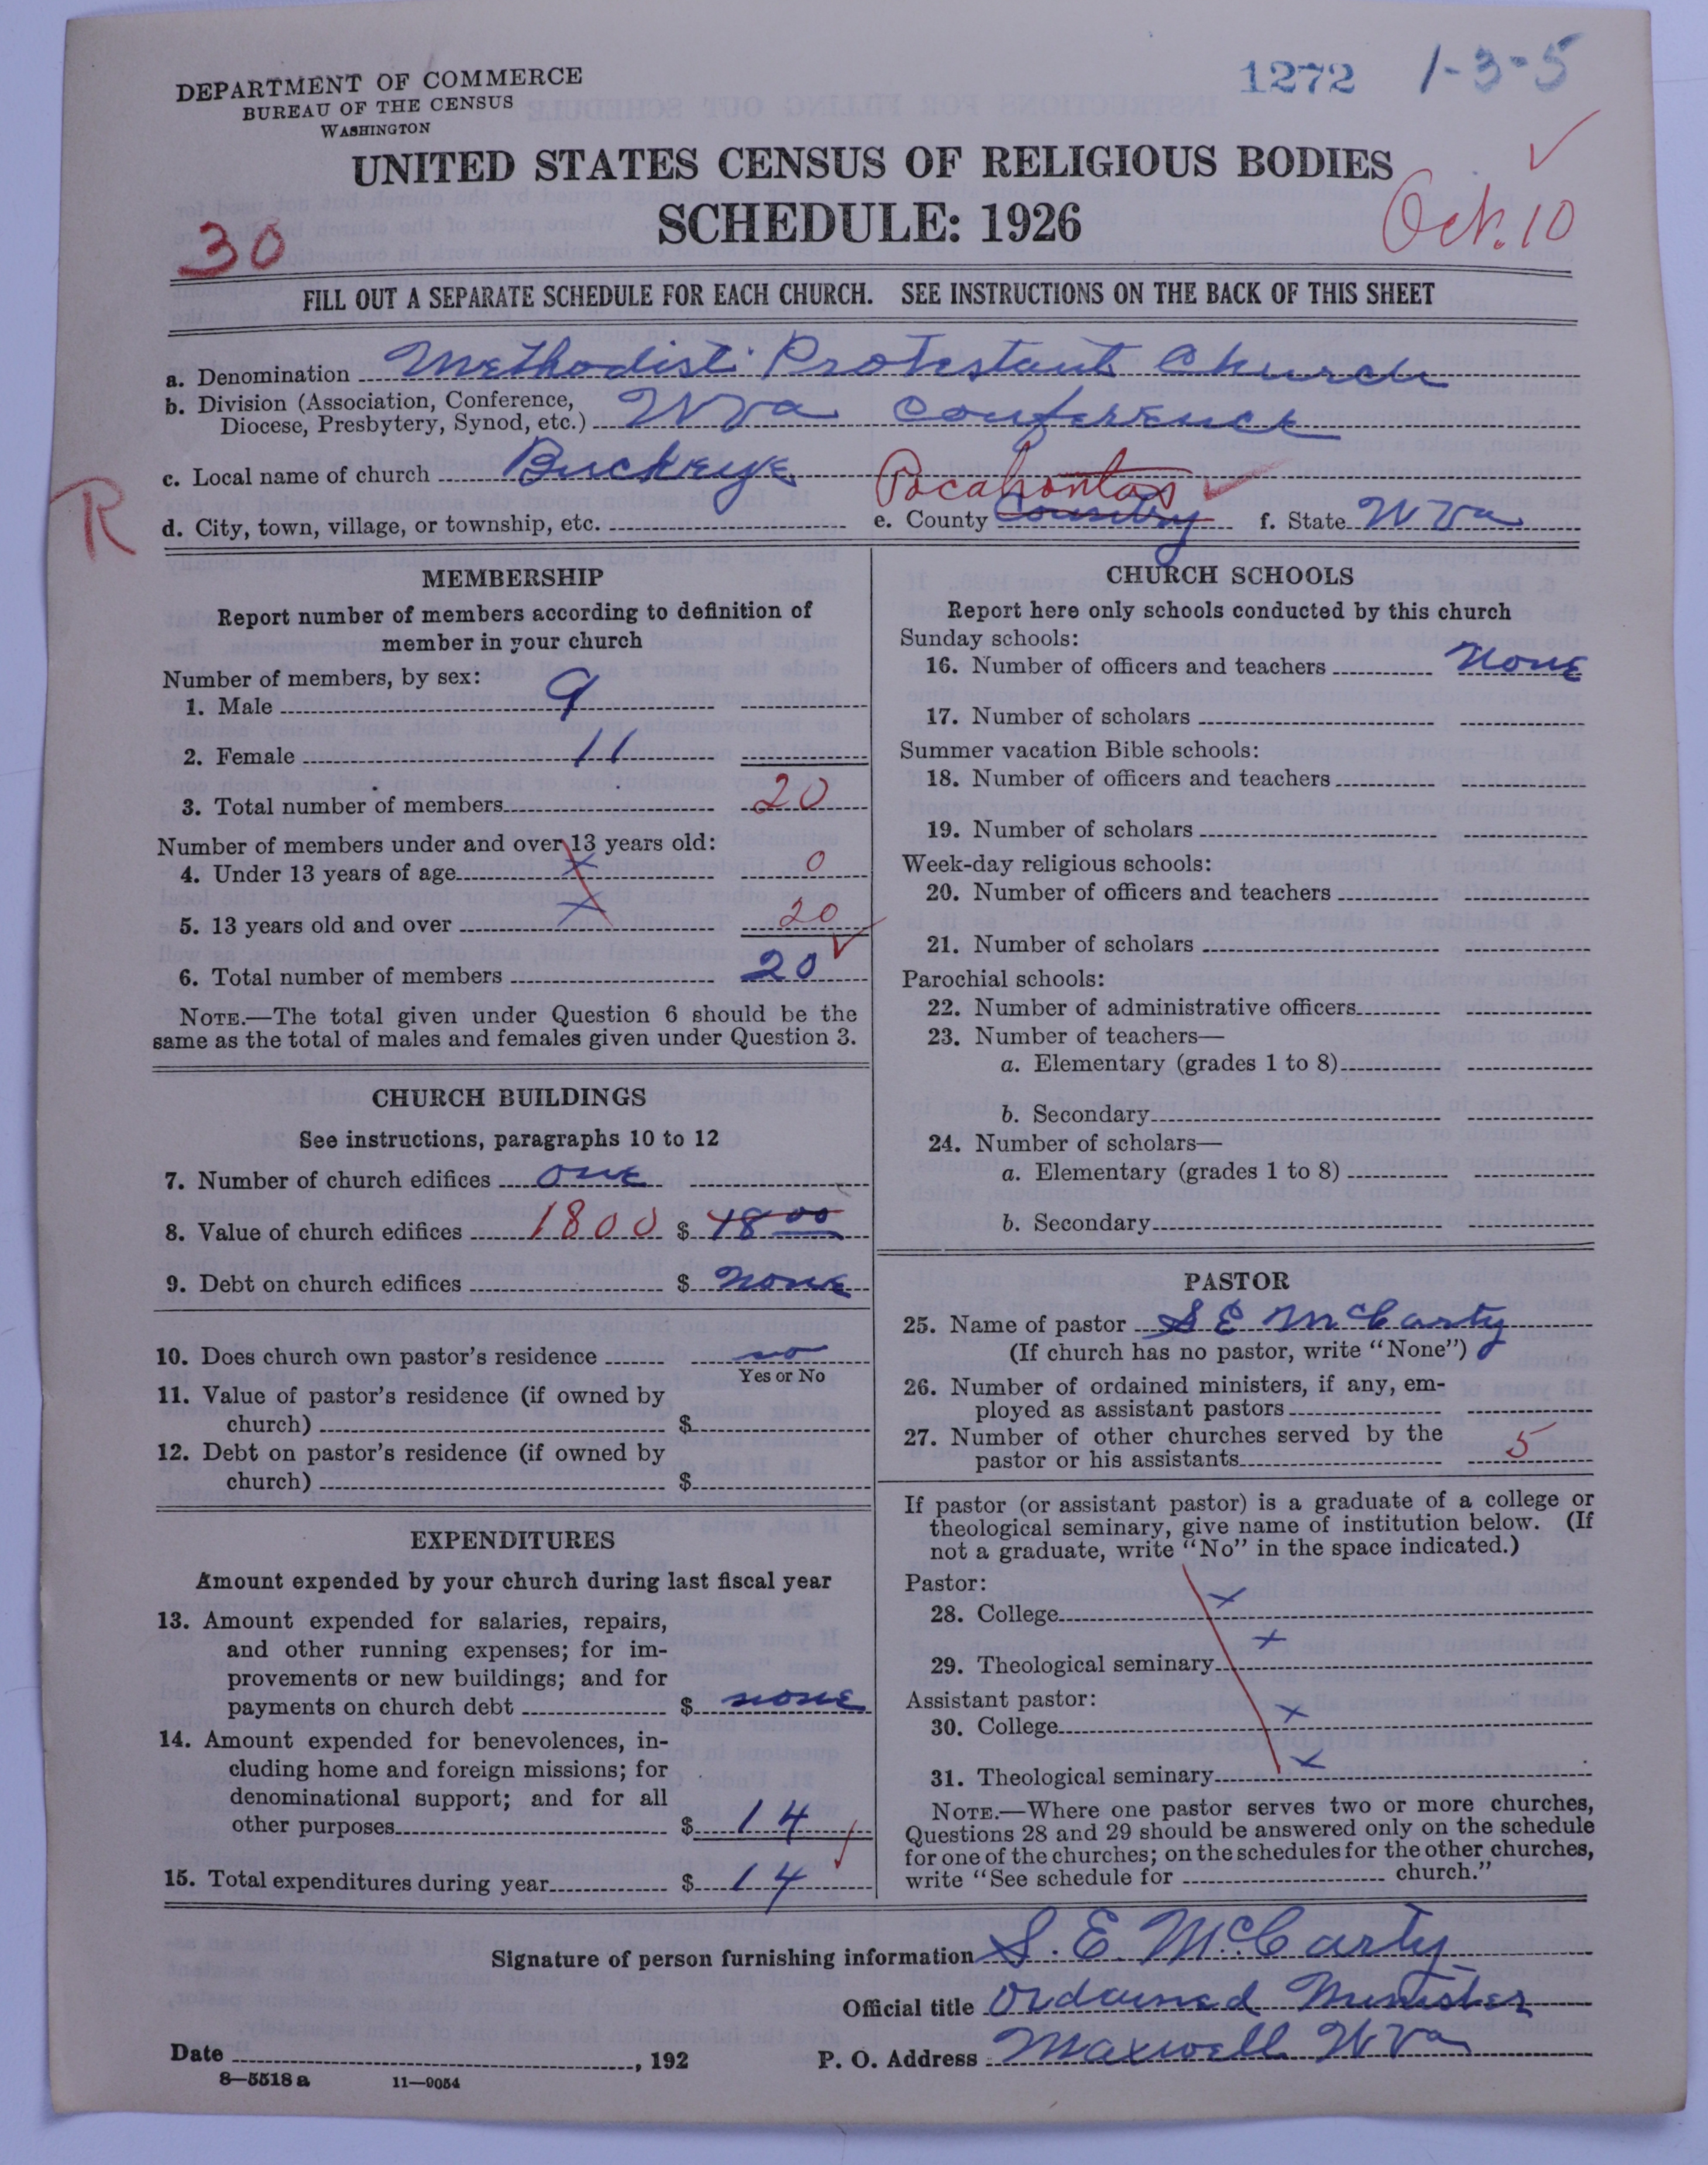 1272 1-3-5
DEPARTMENT OF COMMERCE
BUREAU OF THE CENSUS
WASHINGTON
UNITED STATES CENSUS OF RELIGIOUS BODIES
SCHEDULE: 1926
30
Oct. 10
FILL OUT A SEPARATE SCHEDULE FOR EACH CHURCH. SEE INSTRUCTIONS ON THE BACK OF THIS SHEET
a. Denomination Methodist Protestant Church
b. Division (Association, Conference,
Diocese, Presbytery, Synod, etc.) W Va Conference
c. Local name of church Buckeye
R
d. City, town, village, or township, etc. e. County Pocahontas Country f. State W Va
MEMBERSHIP
Report number of members according to definition of
member in your church
Number of members, by sex:
1. Male 9
2. Female 11
3. Total number of members 20
Number of members under and over 13 years old:
4. Under 13 years of age x 0
5. 13 years old and over x 20
6. Total number of members 20
NOTE.—The total given under Question 6 should be the
same as the total of males and females given under Question 3.
CHURCH BUILDINGS
See instructions, paragraphs 10 to 12
7. Number of church edifices one
8. Value of church edifices 1800 $ 18 00
9. Debt on church edifices $ none
10. Does church own pastor's residence no
Yes or No
11. Value of pastor's residence (if owned by
church) $
12. Debt on pastor's residence (if owned by
church) $
EXPENDITURES
Amount expended by your church during last fiscal year
13. Amount expended for salaries, repairs,
and other running expenses; for im-
provements or new buildings; and for
payments on church debt $ none
14. Amount expended for benevolences, in-
cluding home and foreign missions; for
denominational support; and for all
other purposes $ 14
15. Total expenditures during year $ 14
CHURCH SCHOOLS
Report here only schools conducted by this church
Sunday schools:
16. Number of officers and teachers none
17. Number of scholars
Summer vacation Bible schools:
18. Number of officers and teachers
19. Number of scholars
Week-day religious schools:
20. Number of officers and teachers
21. Number of scholars
Parochial schools:
22. Number of administrative officers
23. Number of teachers—
a. Elementary (grades 1 to 8)
b. Secondary
24. Number of scholars—
a. Elementary (grades 1 to 8)
b. Secondary
PASTOR
25. Name of pastor S E McCarty
(If church has no pastor, write "None")
26. Number of ordained ministers, if any, em-
ployed as assistant pastors
27. Number of other churches served by the
pastor or his assistants 5
If pastor (or assistant pastor) is a graduate of a college or
theological seminary, give name of institution below. (If
not a graduate, write "No" in the space indicated.)
Pastor:
28. College x
29. Theological seminary x
Assistant pastor:
30. College x
31. Theological seminary x
NOTE.—Where one pastor serves two or more churches,
Questions 28 and 29 should be answered only on the schedule
for one of the churches; on the schedules for the other churches,
write "See schedule for church."
Signature of person furnishing information S. E. McCarty
Official title Ordained Minister
Date , 192 P. O. Address Maxwell W Va
8—5518 a 11—9054